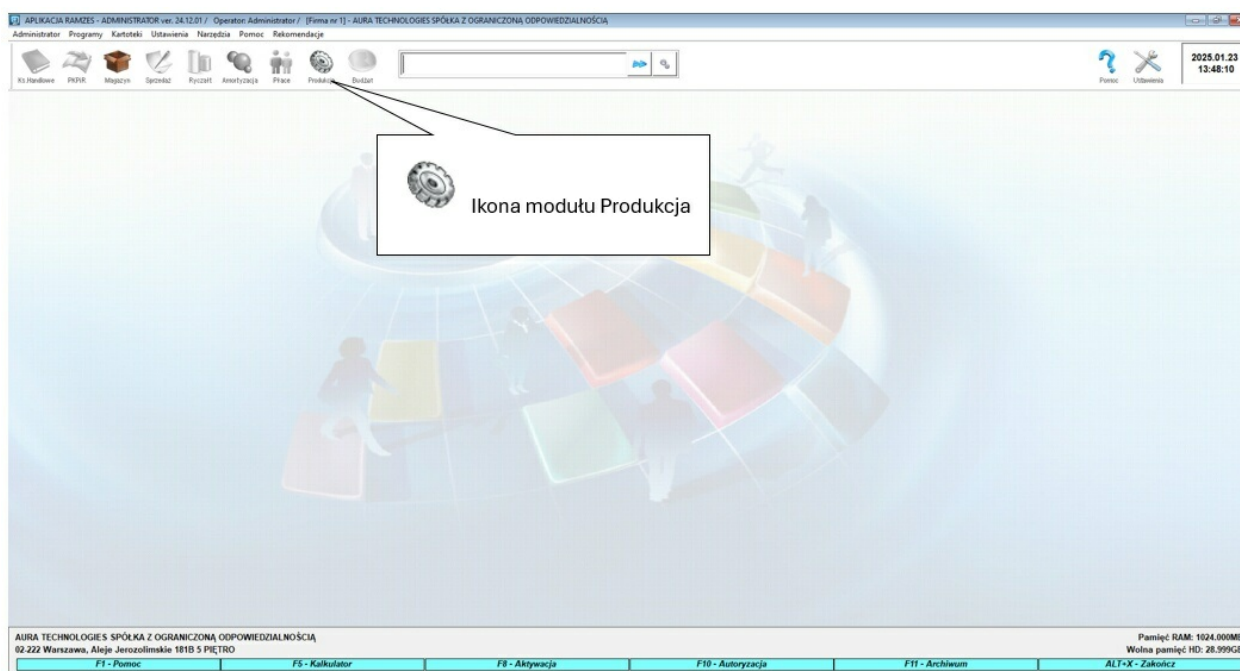 APLIKACJA RAMZES - ADMINISTRATOR ver. 24.12.01 / Operator: Administrator / [Firma nr 1] - AURA TECHNOLOGIES SPÓŁKA Z OGRANICZONĄ ODPOWIEDZIALNOŚCIĄ
Administrator Programy Kartoteki Ustawienia Narzędzia Pomoc Rekomendacje
Ks.Handlowe PKPiR Magazyn Sprzedaż Ryczałt Amortyzacja Płace Produkcja Budżet Pomoc Ustawienia
2025.01.23
13:48:10
Ikona modułu Produkcja
AURA TECHNOLOGIES SPÓŁKA Z OGRANICZONĄ ODPOWIEDZIALNOŚCIĄ
Pamięć RAM: 1024.000MB
02-222 Warszawa, Aleje Jerozolimskie 181B 5 PIĘTRO
Wolna pamięć HD: 28.999GB
F1 - Pomoc F5 - Kalkulator F8 - Aktywacja F10 - Autoryzacja F11 - Archiwum ALT+X - Zakończ